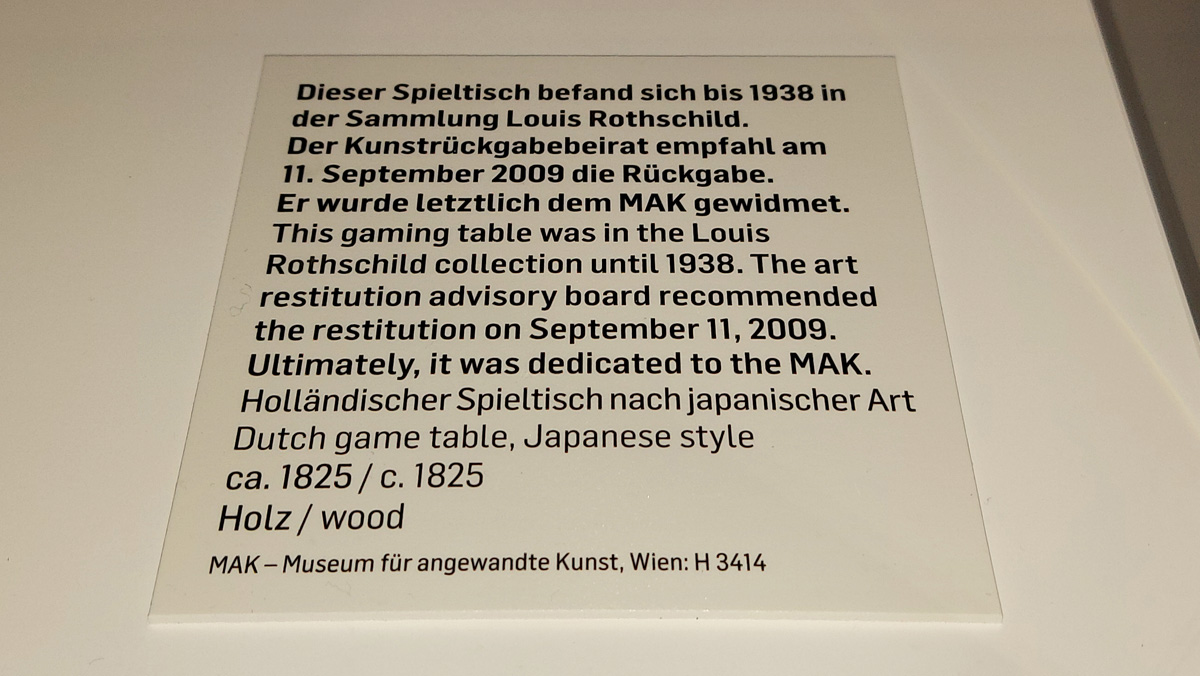 Dieser Spieltisch befand sich bis 1938 in
der Sammlung Louis Rothschild.
Der Kunstrückgabebeirat empfahl am
11. September 2009 die Rückgabe.
Er wurde letztlich dem MAK gewidmet.
This gaming table was in the Louis
Rothschild collection until 1938. The art
restitution advisory board recommended
the restitution on September 11, 2009.
Ultimately, it was dedicated to the MAK.
Holländischer Spieltisch nach japanischer Art
Dutch game table, Japanese style
ca. 1825 / c. 1825
Holz / wood
MAK – Museum für angewandte Kunst, Wien: H 3414